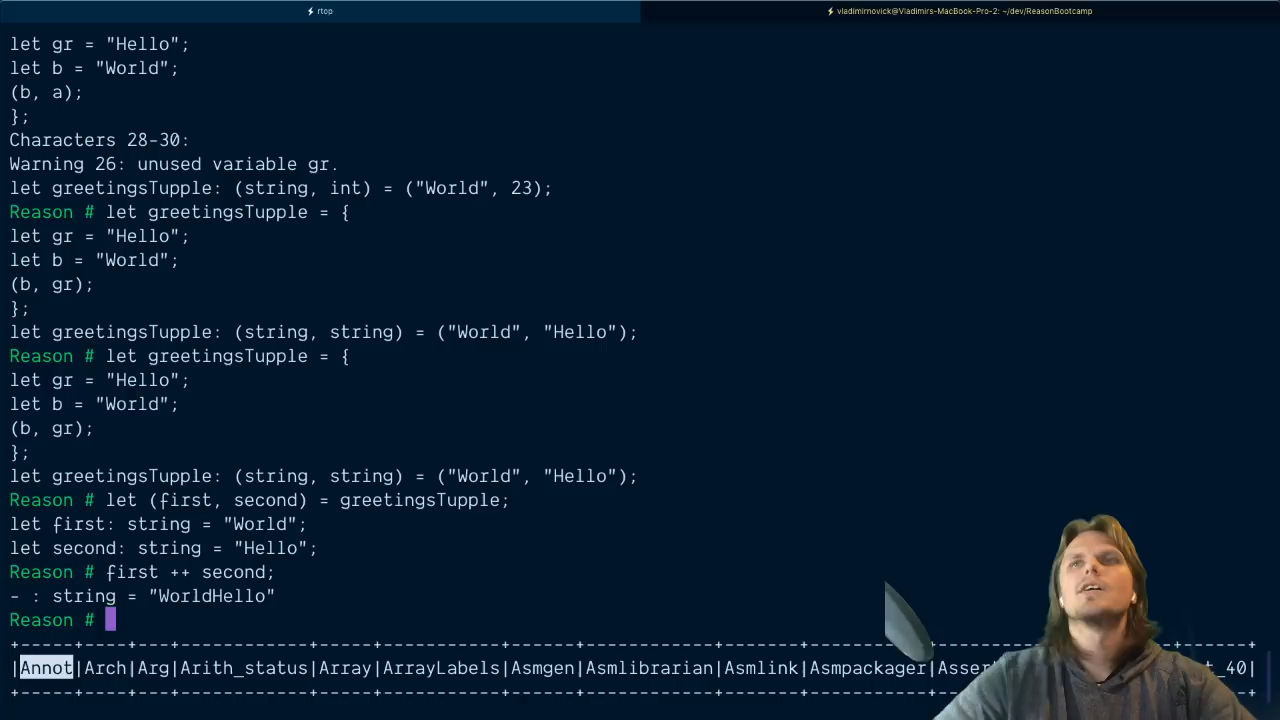 ⚡ rtop
⚡ vladimirnovick@Vladimirs-MacBook-Pro-2: ~/dev/ReasonBootcamp
let gr = "Hello";
let b = "World";
(b, a);
};
Characters 28-30:
Warning 26: unused variable gr.
let greetingsTupple: (string, int) = ("World", 23);
Reason # let greetingsTupple = {
let gr = "Hello";
let b = "World";
(b, gr);
};
let greetingsTupple: (string, string) = ("World", "Hello");
Reason # let greetingsTupple = {
let gr = "Hello";
let b = "World";
(b, gr);
};
let greetingsTupple: (string, string) = ("World", "Hello");
Reason # let (first, second) = greetingsTupple;
let first: string = "World";
let second: string = "Hello";
Reason # first ++ second;
- : string = "WorldHello"
Reason #
|Annot|Arch|Arg|Arith_status|Array|ArrayLabels|Asmgen|Asmlibrarian|Asmlink|Asmpackager|